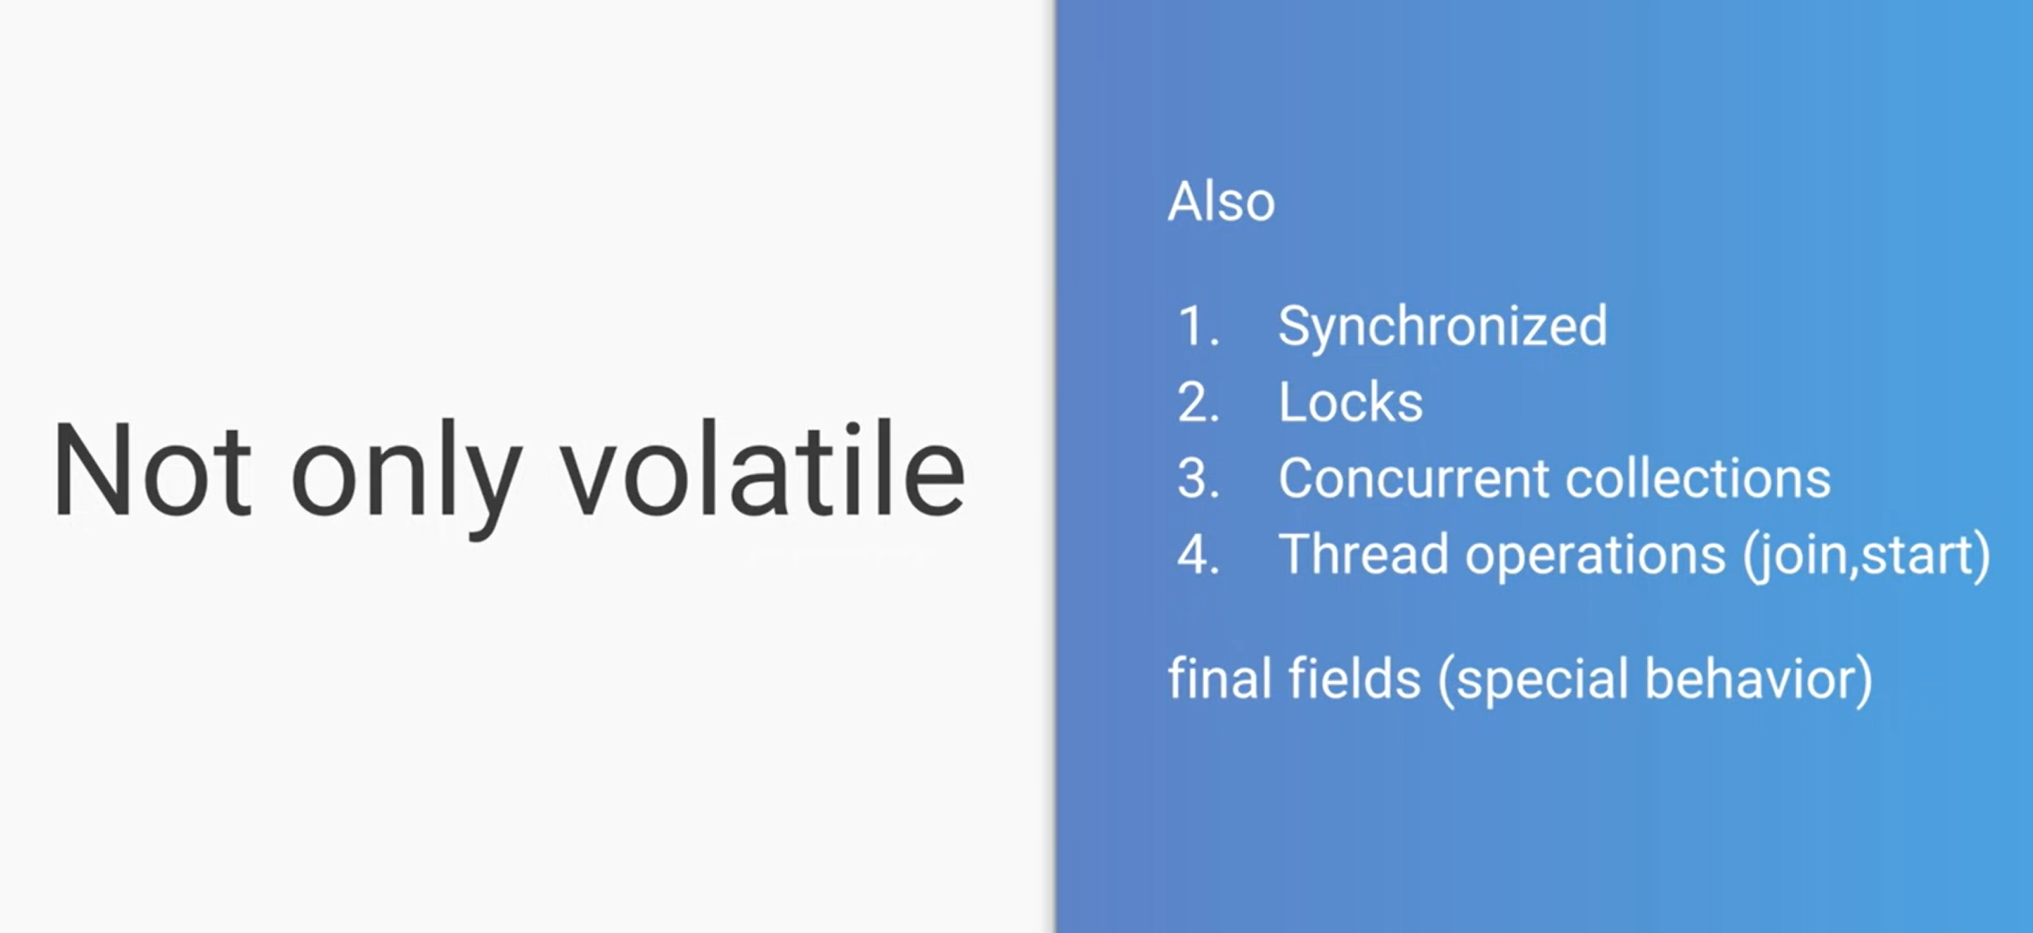 Not only volatile
Also
1. Synchronized
2. Locks
3. Concurrent collections
4. Thread operations (join,start)
final fields (special behavior)